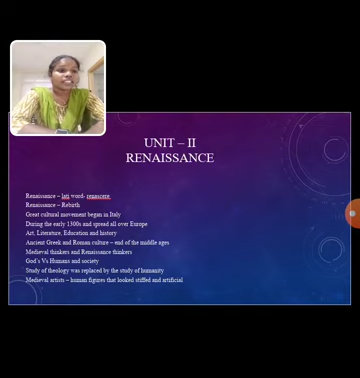 UNIT – II
RENAISSANCE
Renaissance – lati word- renascere.
Renaissance – Rebirth
Great cultural movement began in Italy
During the early 1300s and spread all over Europe
Art, Literature, Education and history
Ancient Greek and Roman culture – end of the middle ages
Medieval thinkers and Renaissance thinkers
God's Vs Humans and society
Study of theology was replaced by the study of humanity
Medieval artists – human figures that looked stiffed and artificial